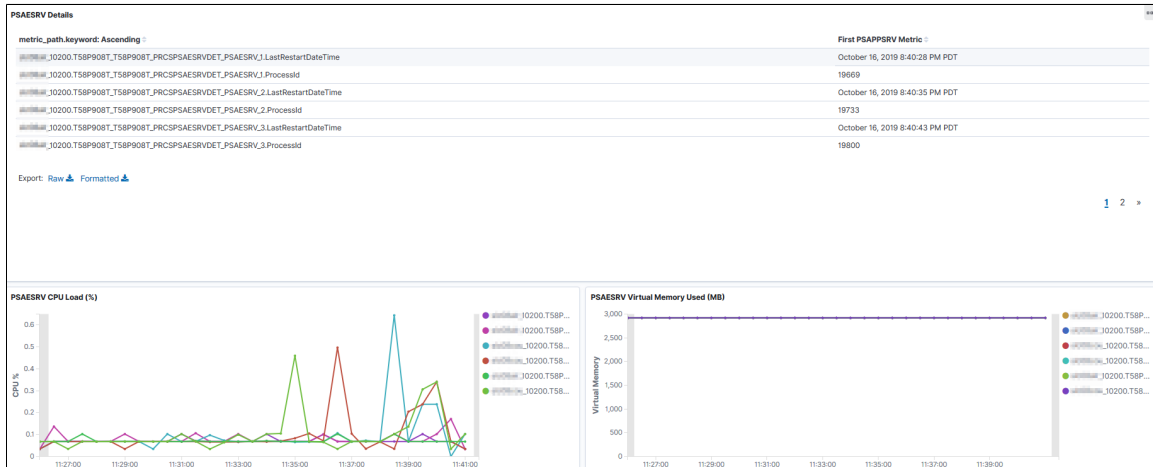 PSAESRV Details
metric_path.keyword: Ascending First PSAPPSRV Metric
_10200.T58P908T_T58P908T_PRCSPSAESRVDET_PSAESRV_1.LastRestartDateTime October 16, 2019 8:40:28 PM PDT
_10200.T58P908T_T58P908T_PRCSPSAESRVDET_PSAESRV_1.ProcessId 19669
_10200.T58P908T_T58P908T_PRCSPSAESRVDET_PSAESRV_2.LastRestartDateTime October 16, 2019 8:40:35 PM PDT
_10200.T58P908T_T58P908T_PRCSPSAESRVDET_PSAESRV_2.ProcessId 19733
_10200.T58P908T_T58P908T_PRCSPSAESRVDET_PSAESRV_3.LastRestartDateTime October 16, 2019 8:40:43 PM PDT
_10200.T58P908T_T58P908T_PRCSPSAESRVDET_PSAESRV_3.ProcessId 19800
Export: Raw Formatted
1 2 »
PSAESRV CPU Load (%)
CPU %
0.6
0.5
0.4
0.3
0.2
0.1
0
11:27:00 11:29:00 11:31:00 11:33:00 11:35:00 11:37:00 11:39:00 11:41:00
_10200.T58P...
_10200.T58P...
_10200.T58...
_10200.T58...
_10200.T58P...
_10200.T58...
PSAESRV Virtual Memory Used (MB)
Virtual Memory
3,000
2,500
2,000
1,500
1,000
500
0
11:27:00 11:29:00 11:31:00 11:33:00 11:35:00 11:37:00 11:39:00
_10200.T58P...
_10200.T58P...
_10200.T58...
_10200.T58...
_10200.T58P...
_10200.T58...